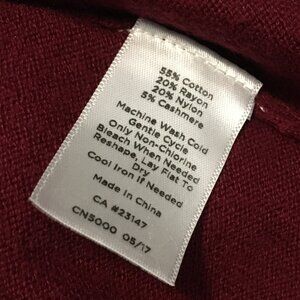 55% Cotton
20% Rayon
20% Nylon
5% Cashmere
Machine Wash Cold
Gentle Cycle
Only Non-Chlorine
Bleach When Needed
Reshape, Lay Flat To
Dry
Cool Iron If Needed
Made In China
CA #23147
CN5000 05/17